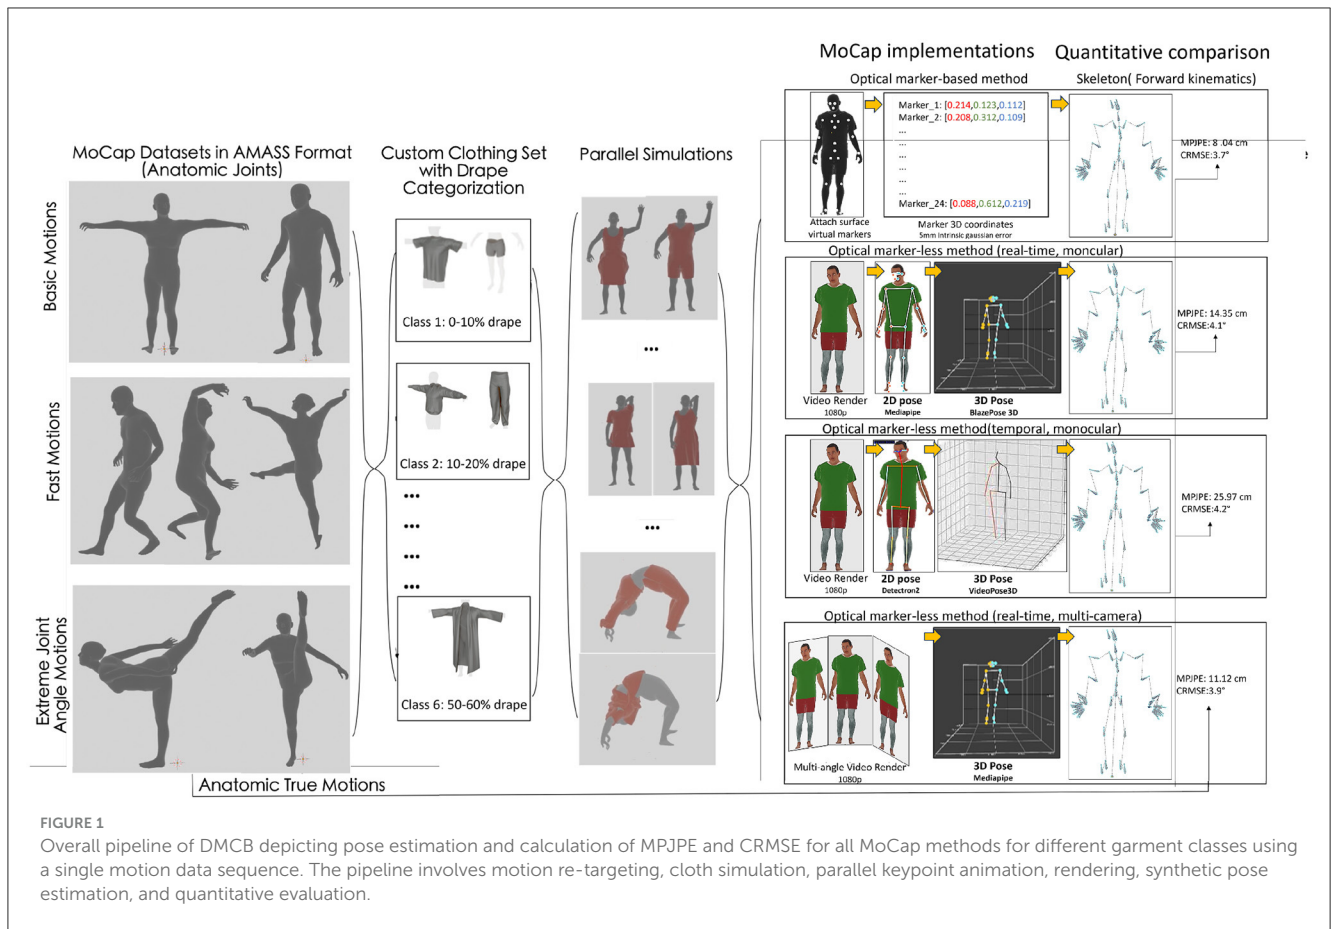 MoCap implementations
Quantitative comparison
Optical marker-based method
Skeleton( Forward kinematics)
MoCap Datasets in AMASS Format
(Anatomic Joints)
Custom Clothing Set
with Drape
Categorization
Parallel Simulations
Basic Motions
Fast Motions
Extreme Joint
Angle Motions
Class 1: 0-10% drape
Class 2: 10-20% drape
...
...
...
...
Class 6: 50-60% drape
...
...
Marker_1: [0.214,0.123,0.112]
Marker_2: [0.208,0.312,0.109]
...
...
...
...
...
...
Marker_24: [0.088,0.612,0.219]
Attach surface
virtual markers
Marker 3D coordinates
5mm intrinsic gaussian error
MPJPE: 8.04 cm
CRMSE:3.7°
Optical marker-less method (real-time, moncular)
Video Render
1080p
2D pose
Mediapipe
3D Pose
BlazePose 3D
MPJPE: 14.35 cm
CRMSE:4.1°
Optical marker-less method(temporal, monocular)
Video Render
1080p
2D pose
Detectron2
3D Pose
VideoPose3D
MPJPE: 25.97 cm
CRMSE:4.2°
Optical marker-less method (real-time, multi-camera)
Multi-angle Video Render
1080p
3D Pose
Mediapipe
MPJPE: 11.12 cm
CRMSE:3.9°
Anatomic True Motions
FIGURE 1
Overall pipeline of DMCB depicting pose estimation and calculation of MPJPE and CRMSE for all MoCap methods for different garment classes using
a single motion data sequence. The pipeline involves motion re-targeting, cloth simulation, parallel keypoint animation, rendering, synthetic pose
estimation, and quantitative evaluation.